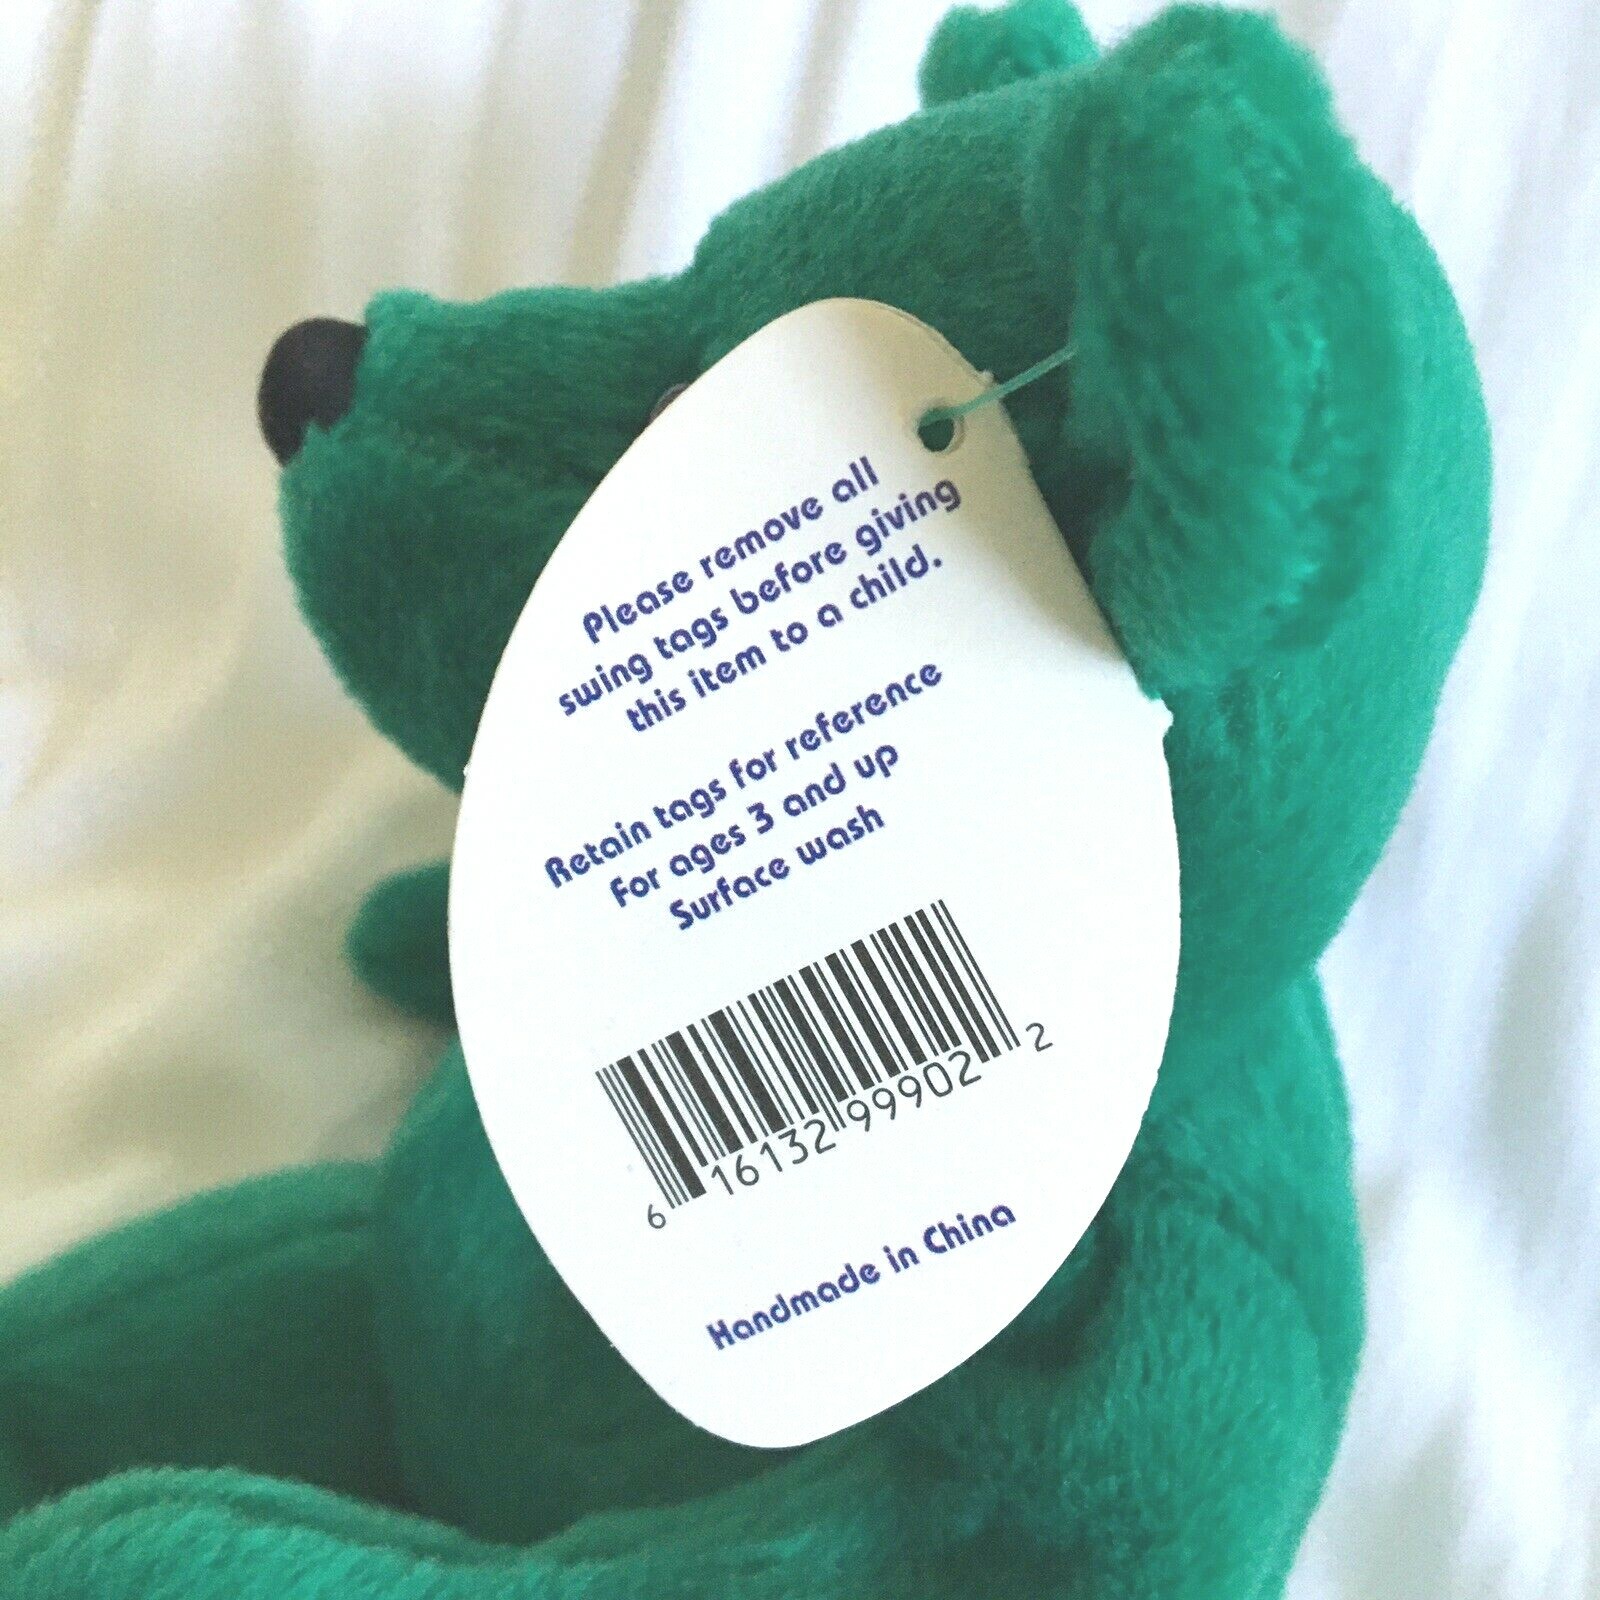 Please remove all
swing tags before giving
this item to a child.
Retain tags for reference
For ages 3 and up
Surface wash
6 16132 99902 2
Handmade in China